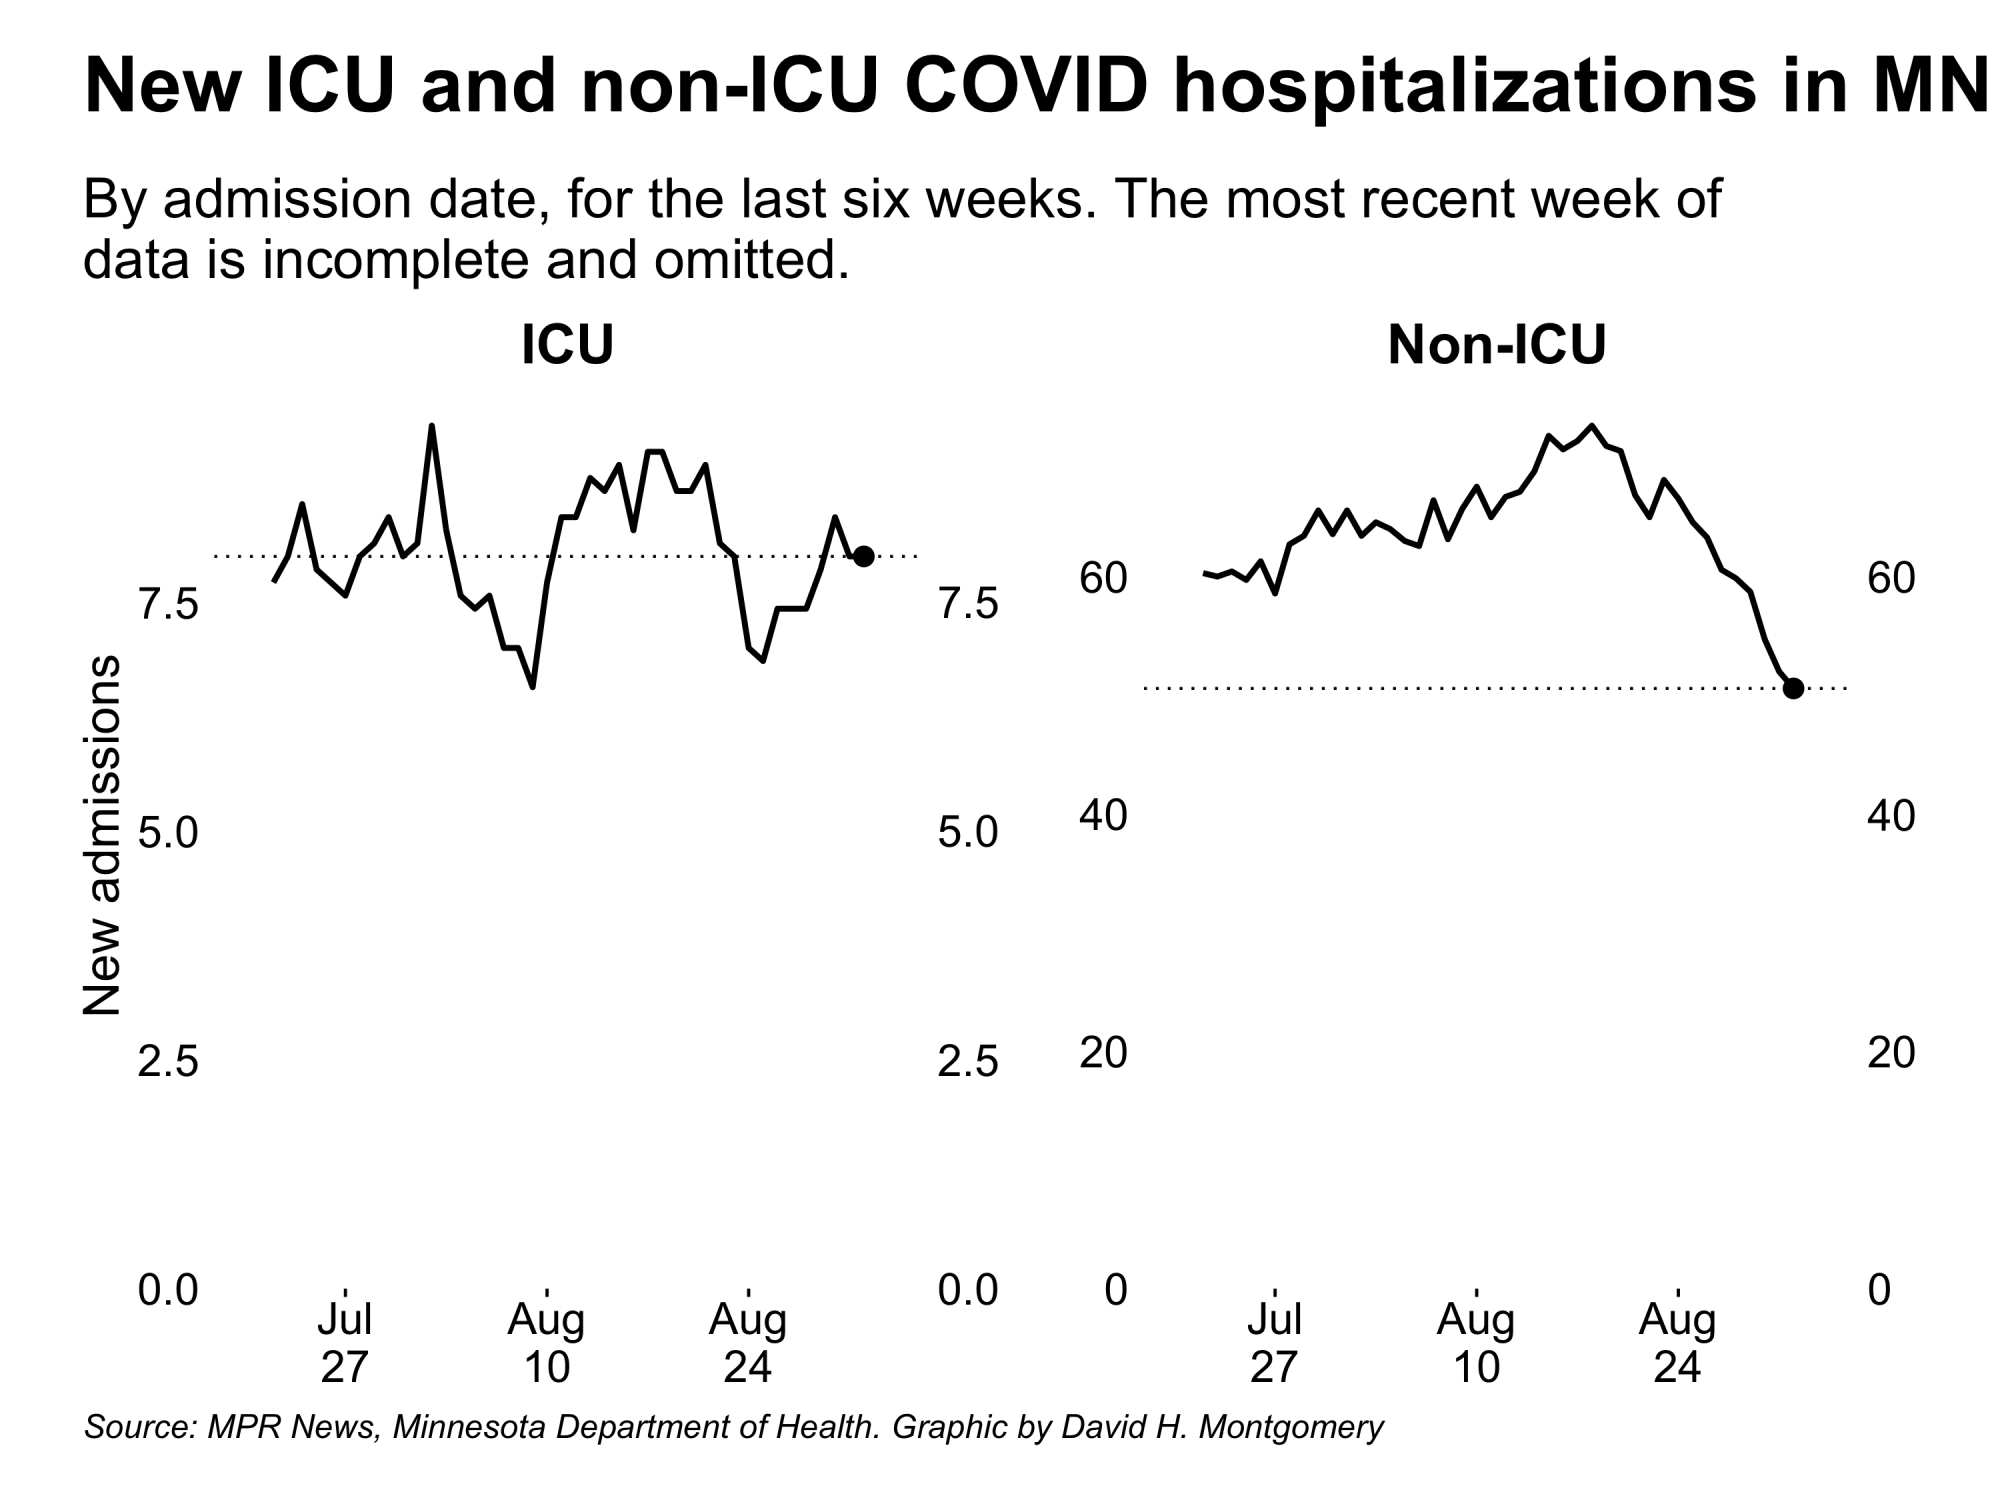 New ICU and non-ICU COVID hospitalizations in MN
By admission date, for the last six weeks. The most recent week of
data is incomplete and omitted.
ICU
New admissions
7.5
5.0
2.5
0.0
7.5
5.0
2.5
0.0
Jul
27
Aug
10
Aug
24
Non-ICU
60
40
20
0
60
40
20
0
Jul
27
Aug
10
Aug
24
Source: MPR News, Minnesota Department of Health. Graphic by David H. Montgomery